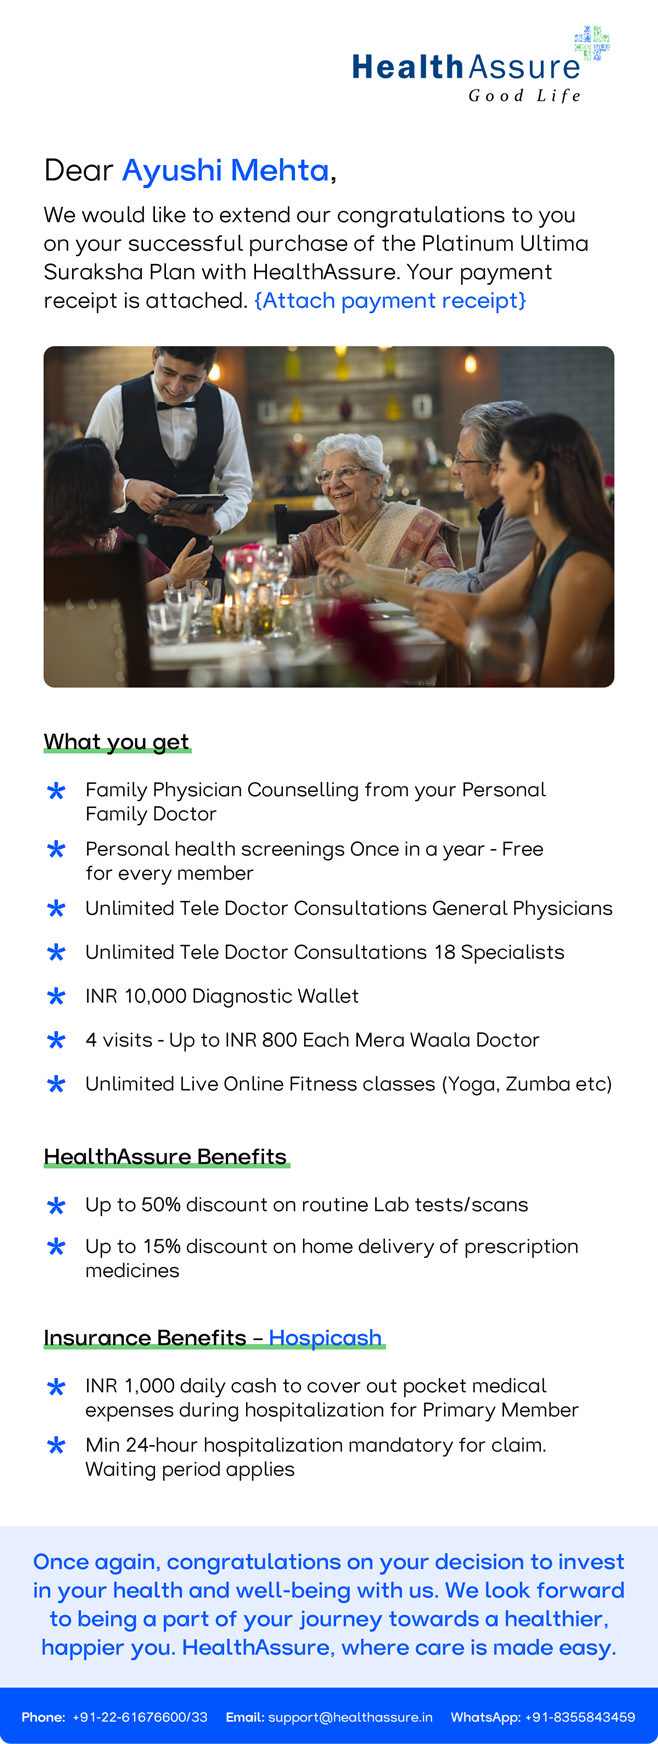 HealthAssure
Good Life
Dear Ayushi Mehta,
We would like to extend our congratulations to you
on your successful purchase of the Platinum Ultima
Suraksha Plan with HealthAssure. Your payment
receipt is attached. {Attach payment receipt}
What you get
* Family Physician Counselling from your Personal
Family Doctor
* Personal health screenings Once in a year - Free
for every member
* Unlimited Tele Doctor Consultations General Physicians
* Unlimited Tele Doctor Consultations 18 Specialists
* INR 10,000 Diagnostic Wallet
* 4 visits - Up to INR 800 Each Mera Waala Doctor
* Unlimited Live Online Fitness classes (Yoga, Zumba etc)
HealthAssure Benefits
* Up to 50% discount on routine Lab tests/scans
* Up to 15% discount on home delivery of prescription
medicines
Insurance Benefits – Hospicash
* INR 1,000 daily cash to cover out pocket medical
expenses during hospitalization for Primary Member
* Min 24-hour hospitalization mandatory for claim.
Waiting period applies
Once again, congratulations on your decision to invest
in your health and well-being with us. We look forward
to being a part of your journey towards a healthier,
happier you. HealthAssure, where care is made easy.
Phone: +91-22-61676600/33 Email: support@healthassure.in WhatsApp: +91-8355843459